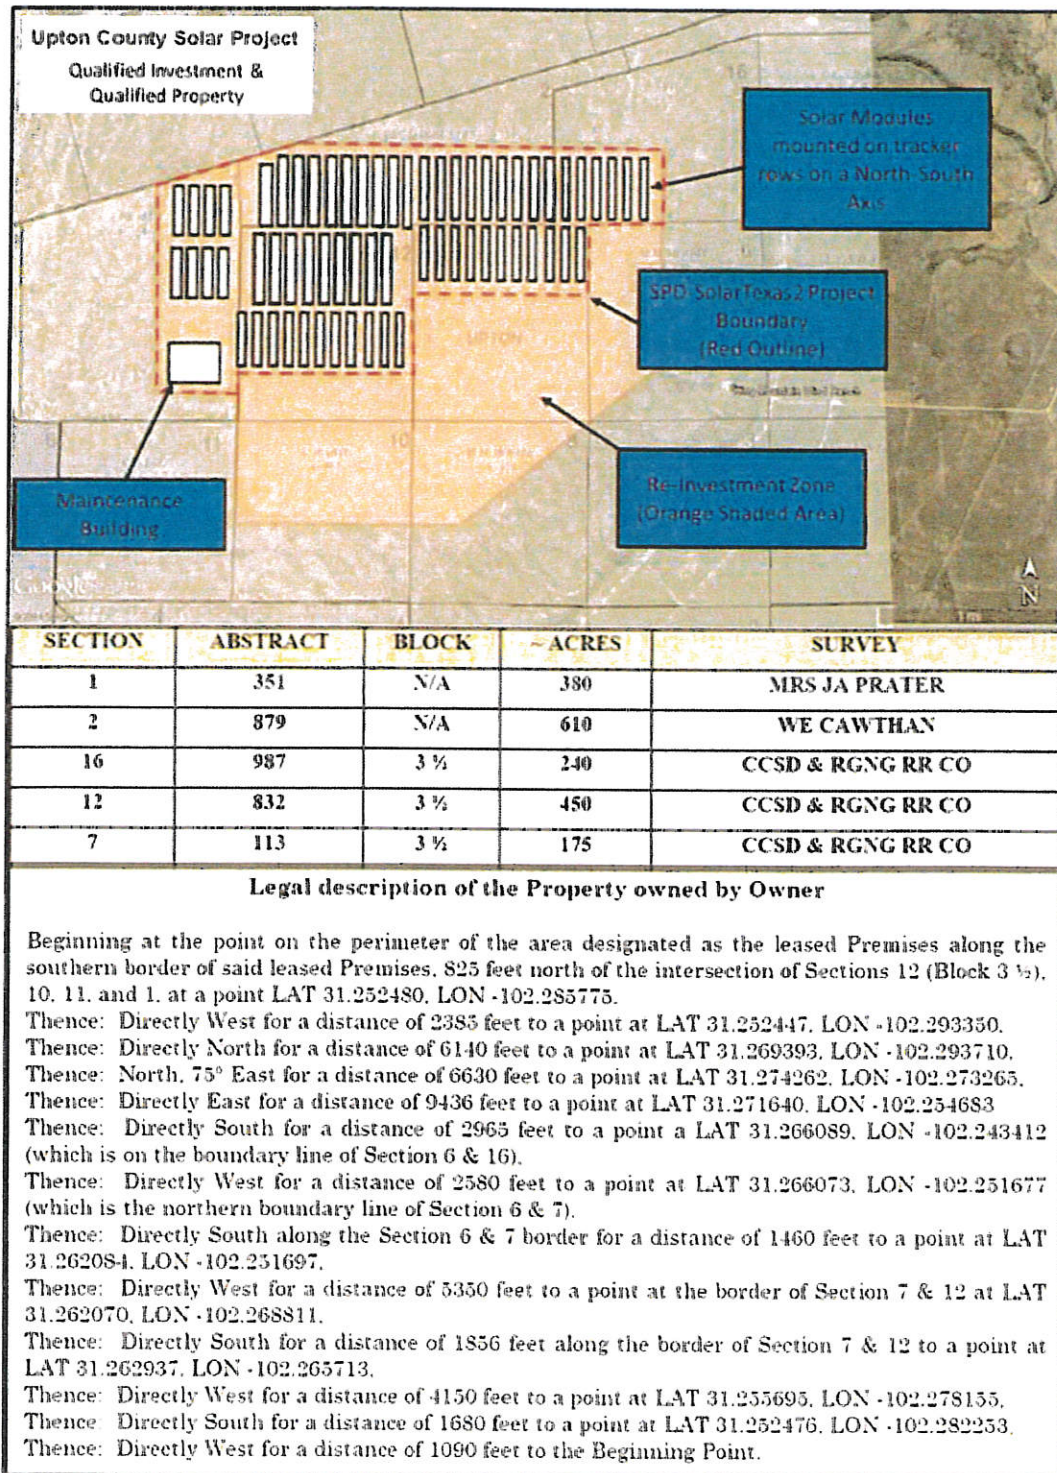 Upton County Solar Project
Qualified Investment &
Qualified Property
16
Solar Modules
mounted on tracker
rows on a North-South
Axis
SPD-SolarTexas2 Project
Boundary
(Red Outline)
UPTON
11
10
Re-Investment Zone
(Orange Shaded Area)
Maintenance
Building
Google
N
SECTION ABSTRACT BLOCK ~ ACRES SURVEY
1 351 N/A 380 MRS JA PRATER
2 879 N/A 610 WE CAWTHAN
16 987 3 ½ 240 CCSD & RGNG RR CO
12 832 3 ½ 450 CCSD & RGNG RR CO
7 113 3 ½ 175 CCSD & RGNG RR CO
Legal description of the Property owned by Owner
Beginning at the point on the perimeter of the area designated as the leased Premises along the
southern border of said leased Premises, 825 feet north of the intersection of Sections 12 (Block 3 ½),
10, 11, and 1, at a point LAT 31.252480, LON -102.285775.
Thence: Directly West for a distance of 2385 feet to a point at LAT 31.252447, LON -102.293350.
Thence: Directly North for a distance of 6140 feet to a point at LAT 31.269393, LON -102.293710.
Thence: North, 75° East for a distance of 6630 feet to a point at LAT 31.274262, LON -102.273265.
Thence: Directly East for a distance of 9436 feet to a point at LAT 31.271640, LON -102.254683
Thence: Directly South for a distance of 2965 feet to a point a LAT 31.266089, LON -102.243412
(which is on the boundary line of Section 6 & 16).
Thence: Directly West for a distance of 2580 feet to a point at LAT 31.266073, LON -102.251677
(which is the northern boundary line of Section 6 & 7).
Thence: Directly South along the Section 6 & 7 border for a distance of 1460 feet to a point at LAT
31.262084, LON -102.251697.
Thence: Directly West for a distance of 5350 feet to a point at the border of Section 7 & 12 at LAT
31.262070, LON -102.268811.
Thence: Directly South for a distance of 1856 feet along the border of Section 7 & 12 to a point at
LAT 31.262937, LON -102.265713.
Thence: Directly West for a distance of 4150 feet to a point at LAT 31.255695, LON -102.278155.
Thence: Directly South for a distance of 1680 feet to a point at LAT 31.252476, LON -102.282253.
Thence: Directly West for a distance of 1090 feet to the Beginning Point.